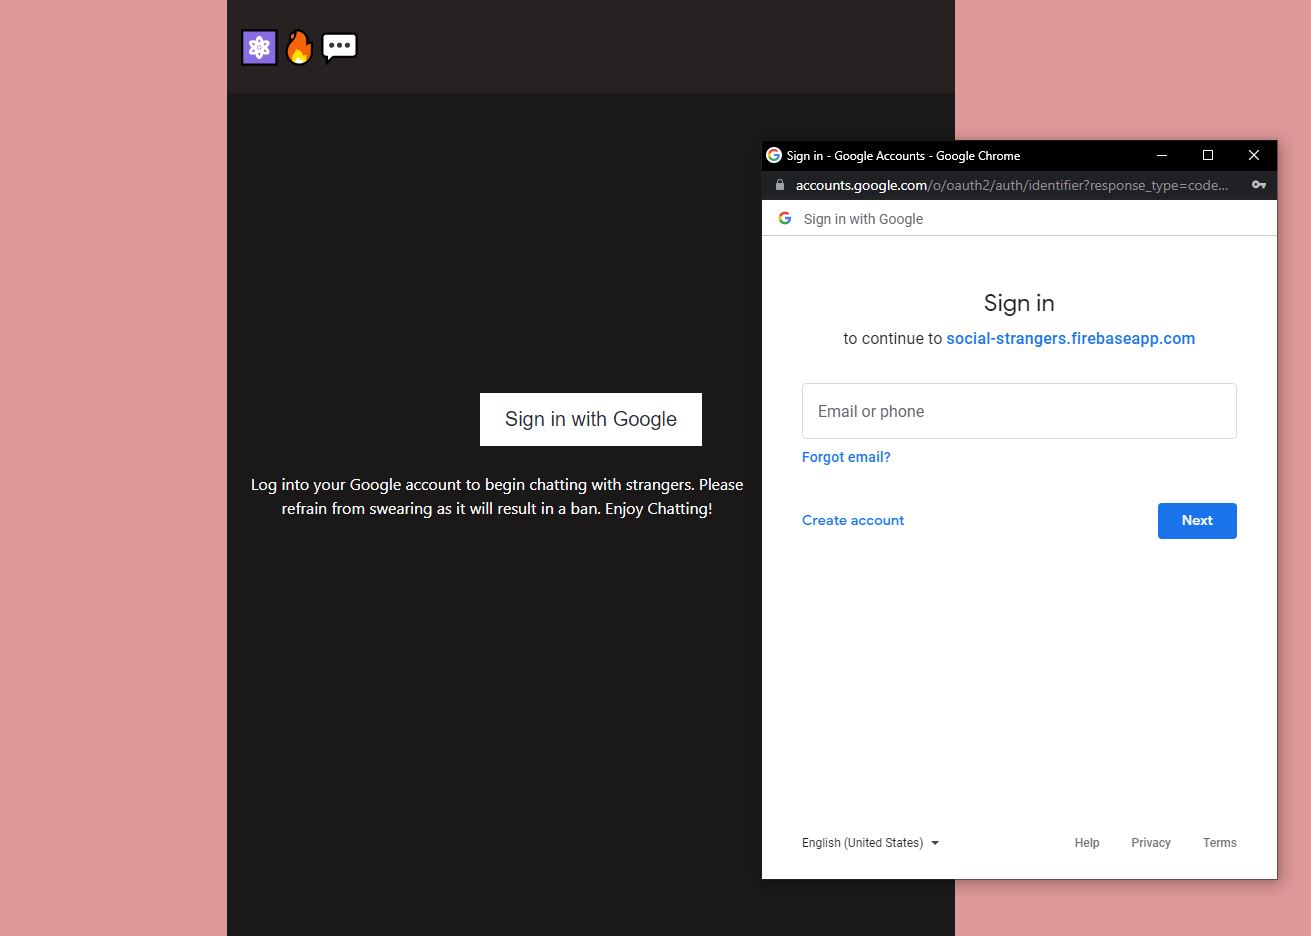 Sign in with Google
Log into your Google account to begin chatting with strangers. Please
refrain from swearing as it will result in a ban. Enjoy Chatting!
Sign in - Google Accounts - Google Chrome
accounts.google.com/o/oauth2/auth/identifier?response_type=code...
Sign in with Google
Sign in
to continue to social-strangers.firebaseapp.com
Email or phone
Forgot email?
Create account
Next
English (United States)
Help Privacy Terms